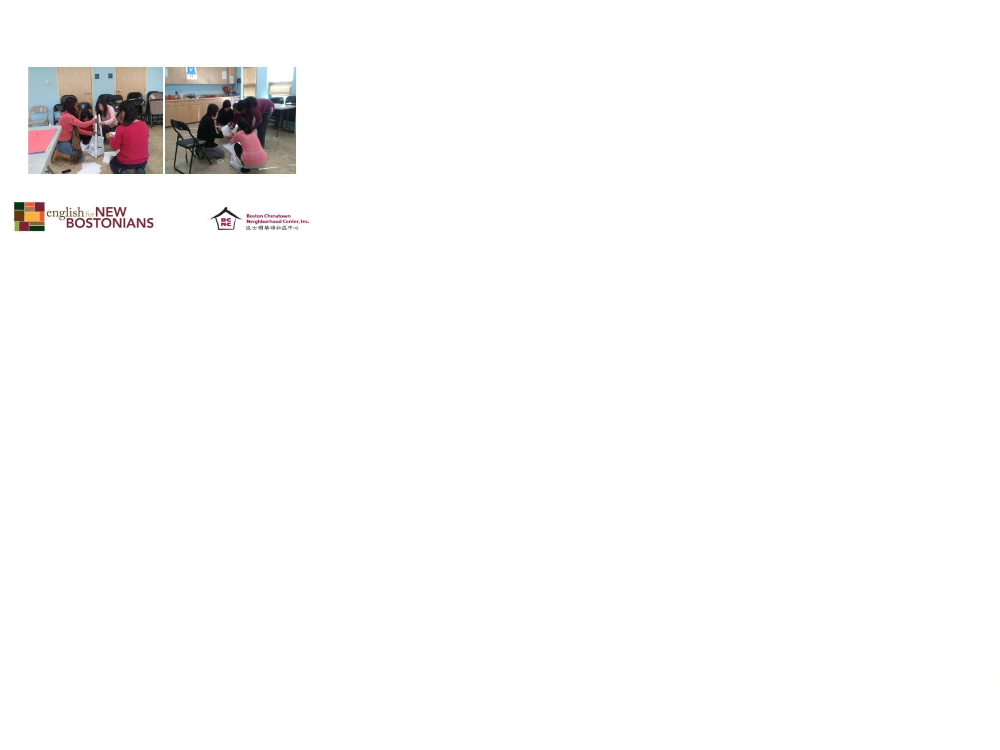 english for NEW
BOSTONIANS
BC
NC
Boston Chinatown
Neighborhood Center, Inc.
波士頓華埠社區中心